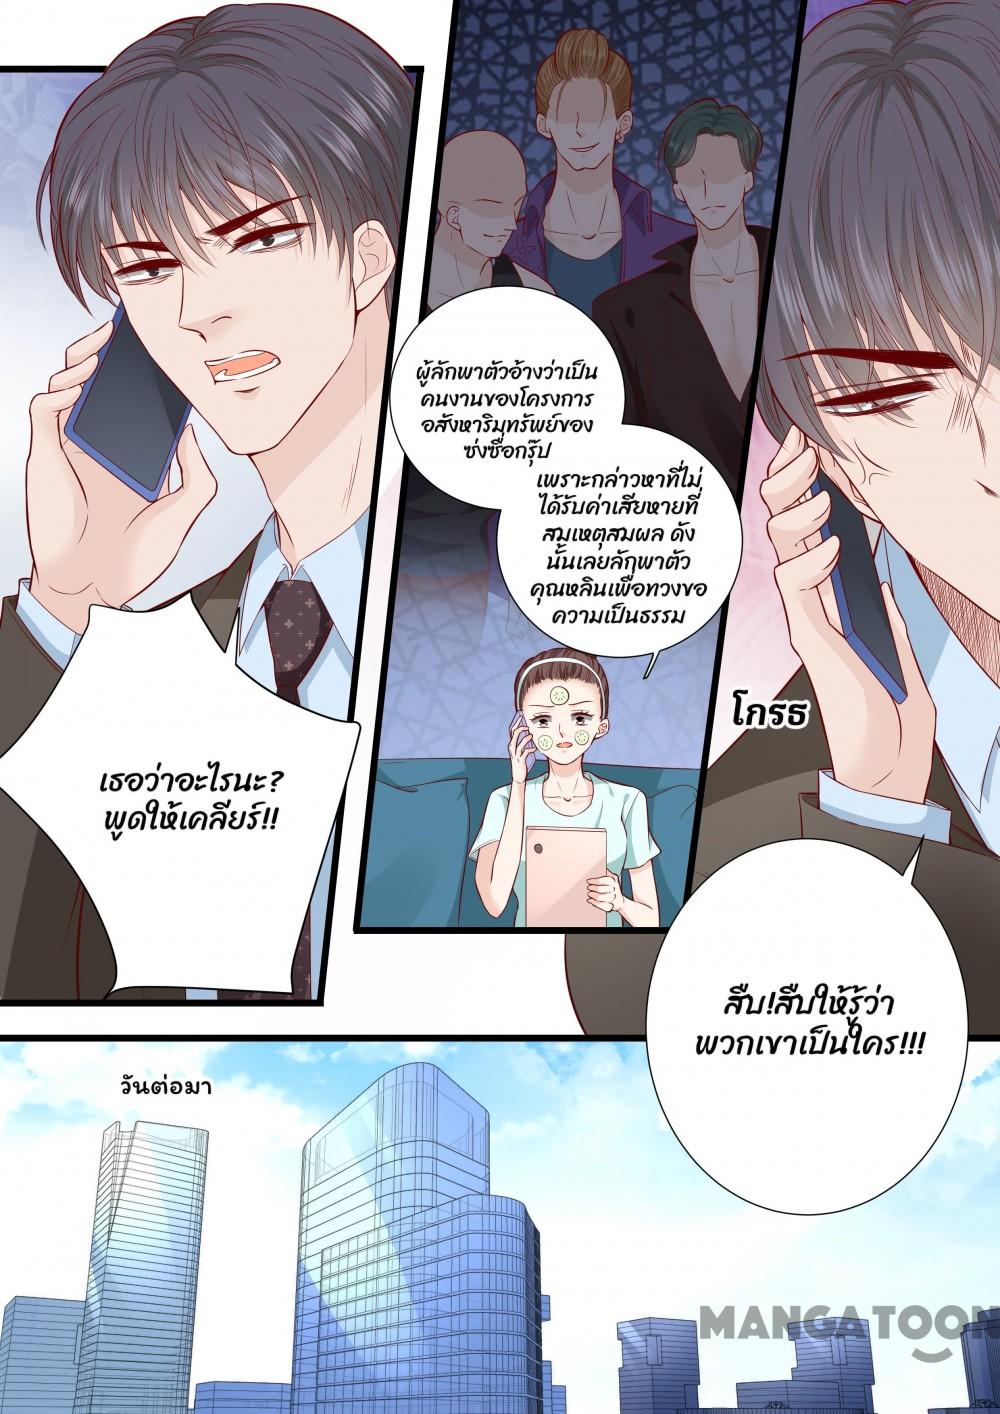 เธอว่าอะไรนะ?
พูดให้เคลียร์!!
ผู้ลักพาตัวอ้างว่าเป็น
คนงานของโครงการ
อสังหาริมทรัพย์ของ
ซ่งซื่อกรุ๊ป
เพราะกล่าวหาที่ไม่
ได้รับค่าเสียหายที่
สมเหตุสมผล ดัง
นั้นเลยลักพาตัว
คุณหลินเพื่อทวงขอ
ความเป็นธรรม
โกรธ
สืบ!สืบให้รู้ว่า
พวกเขาเป็นใคร!!!
วันต่อมา
MANGATOON